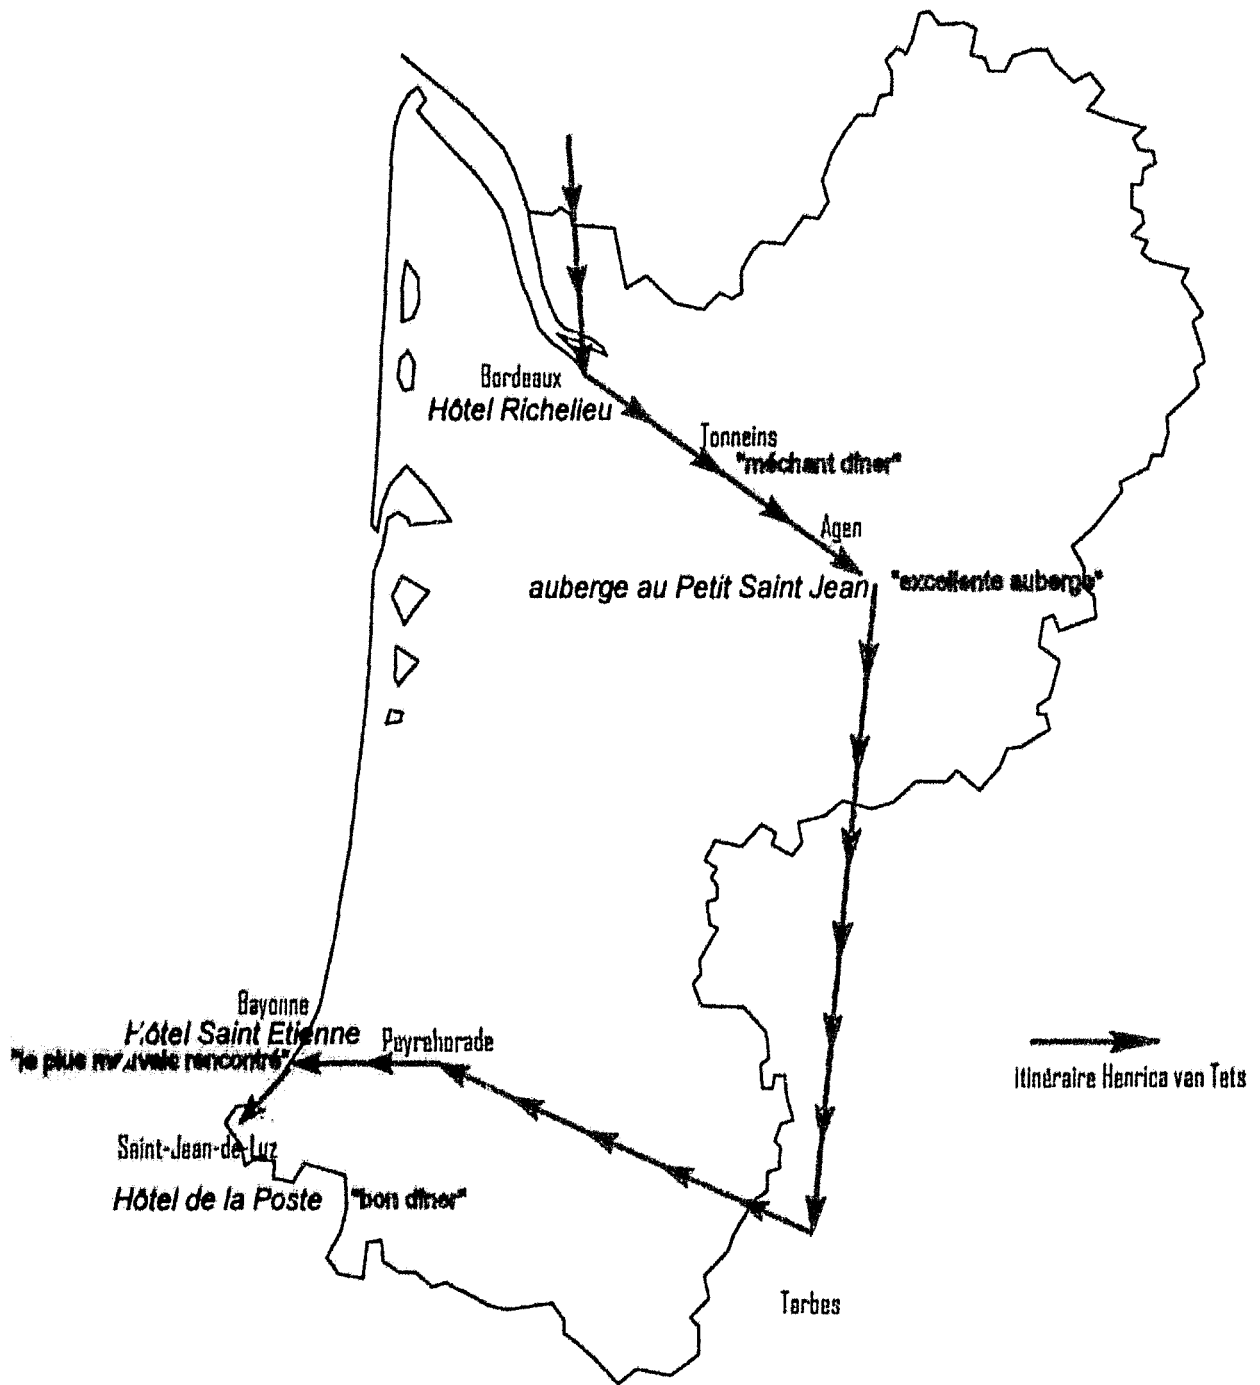 Bordeaux
Hôtel Richelieu
Tonneins
"méchant dîner"
Agen
auberge au Petit Saint Jean
"excellente auberge"
Bayonne
Hôtel Saint Etienne
Peyrehorade
"le plus mauvais rencontré"
Itinéraire Henrica van Tets
Saint-Jean-de-Luz
Hôtel de la Poste
"bon dîner"
Tarbes